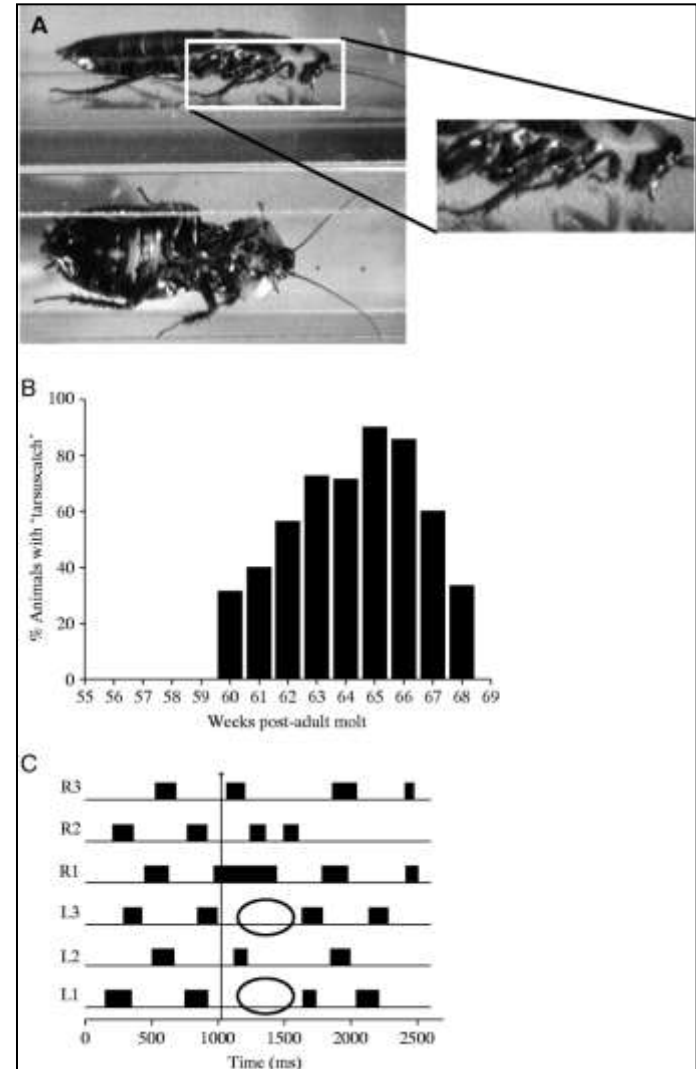 A
B
100
80
60
40
20
0
% Animals with "tarsuscatch"
55 56 57 58 59 60 61 62 63 64 65 66 67 68 69
Weeks post-adult molt
C
R3
R2
R1
L3
L2
L1
0 500 1000 1500 2000 2500
Time (ms)